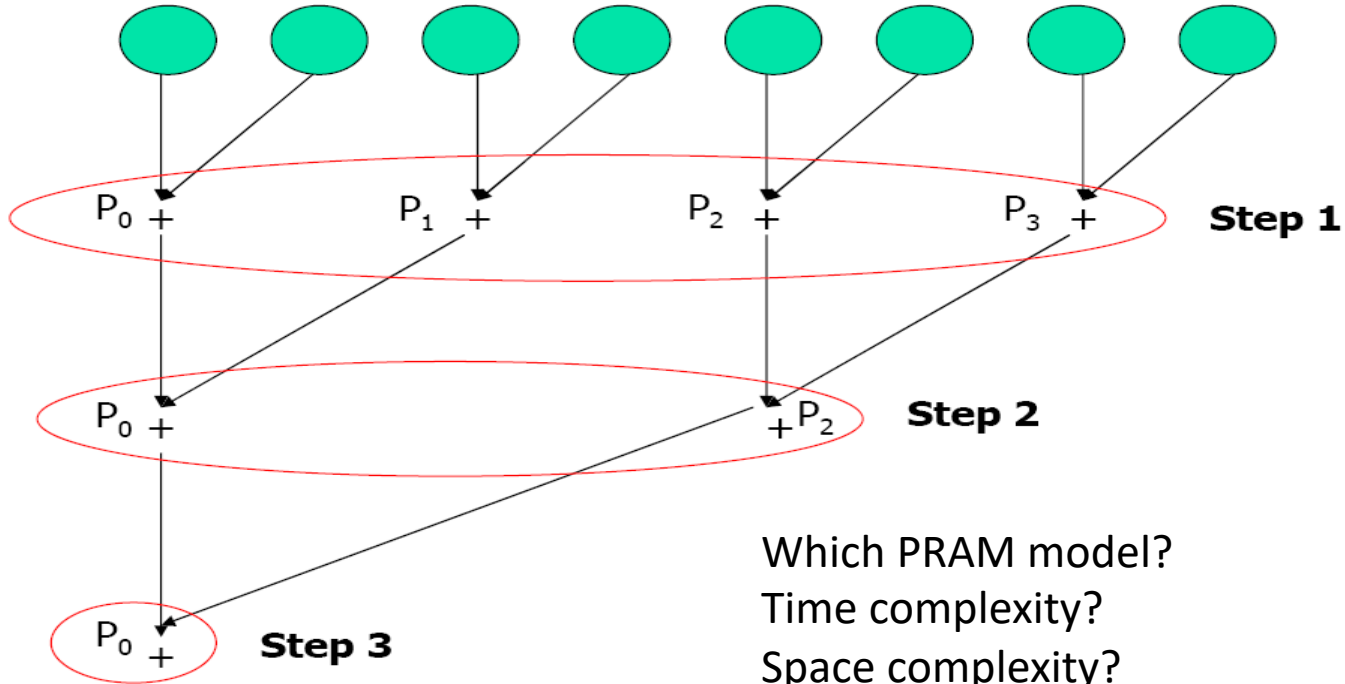 P₀ + P₁ + P₂ + P₃ + Step 1
P₀ + + P₂ Step 2
Which PRAM model?
Time complexity?
P₀ + Step 3
Space complexity?